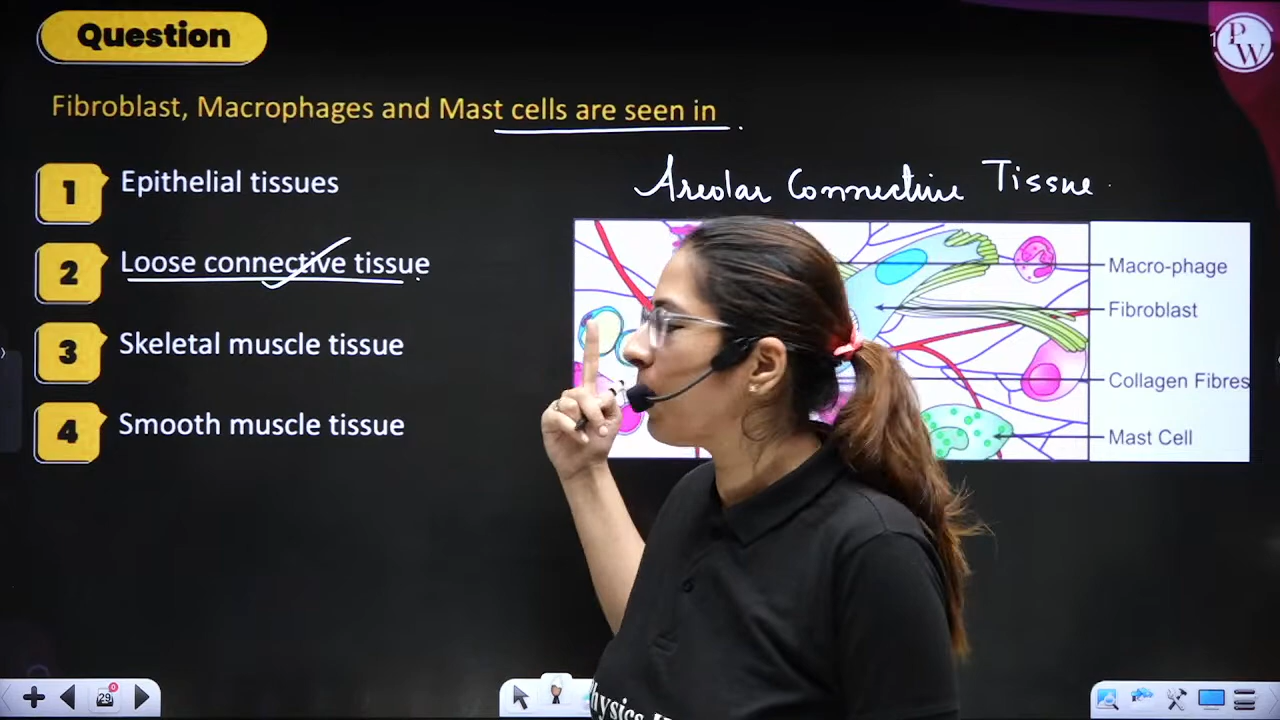 Question
PW
Fibroblast, Macrophages and Mast cells are seen in
1 Epithelial tissues
2 Loose connective tissue
3 Skeletal muscle tissue
4 Smooth muscle tissue
Areolar Connective Tissue
Macro-phage
Fibroblast
Collagen Fibres
Mast Cell
29